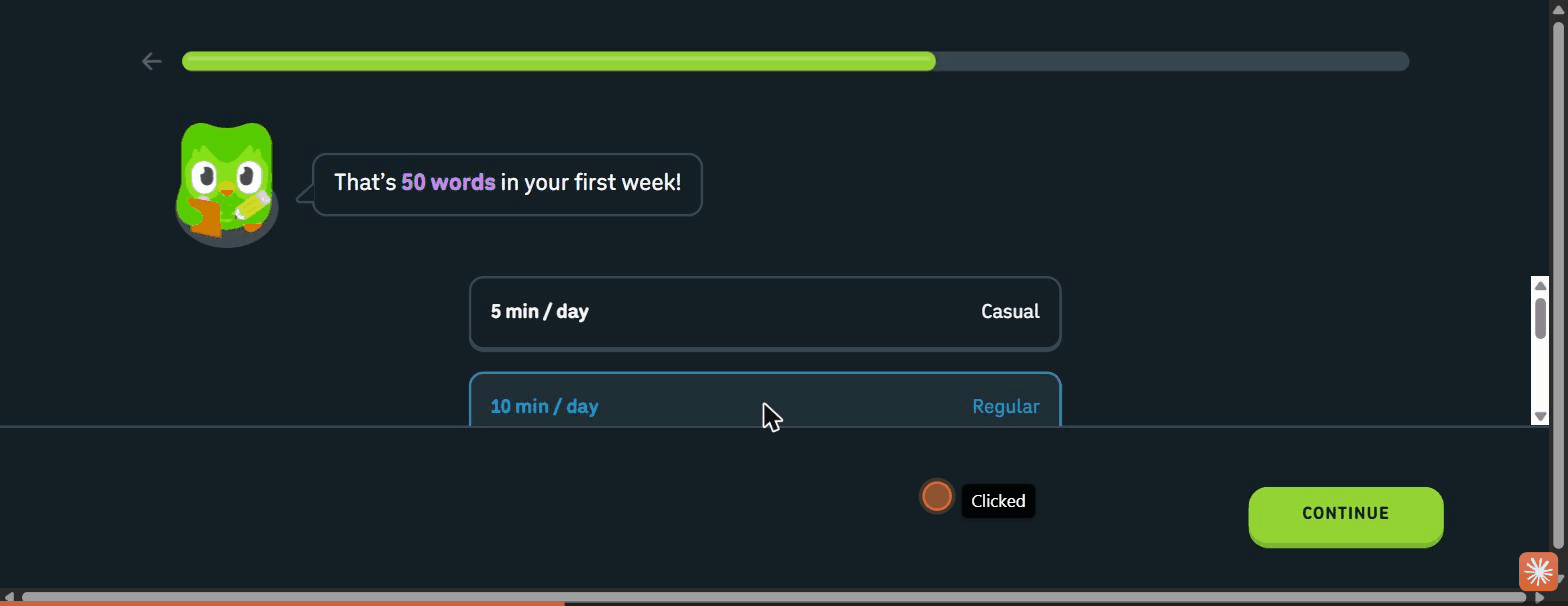 That's 50 words in your first week!
5 min / day Casual
10 min / day Regular
Clicked
CONTINUE